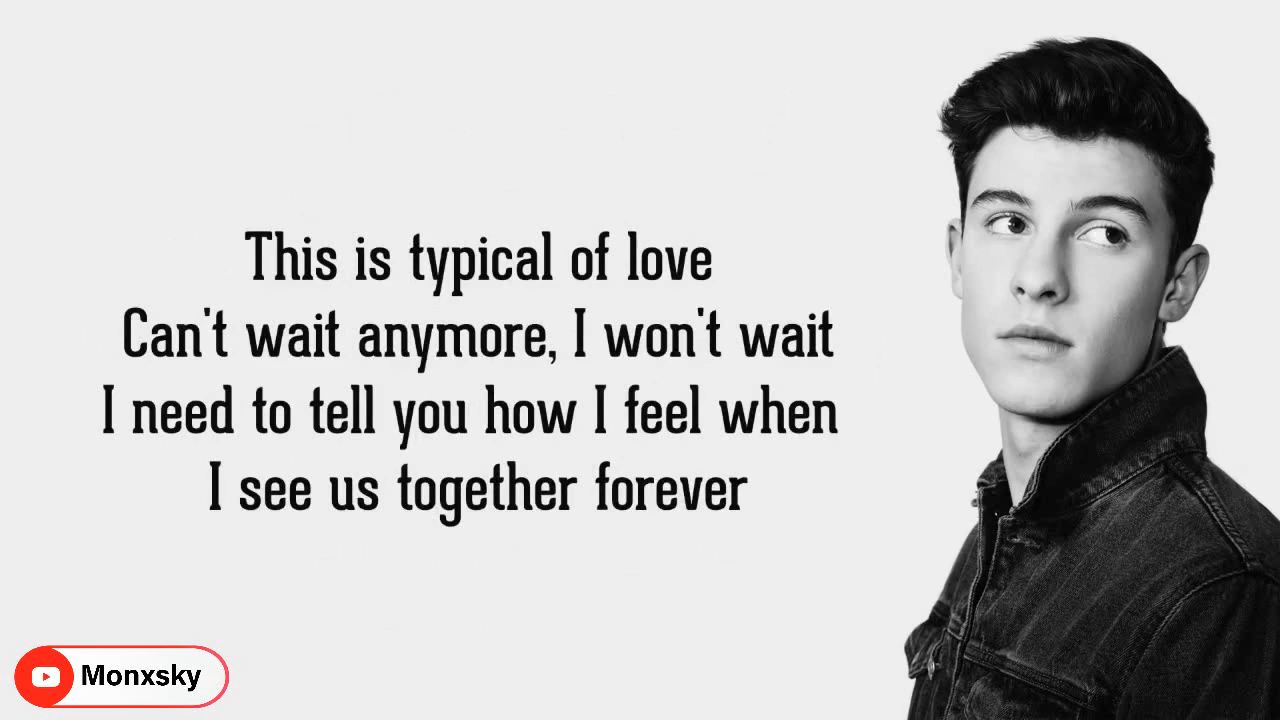 This is typical of love
Can't wait anymore, I won't wait
I need to tell you how I feel when
I see us together forever
Monxsky